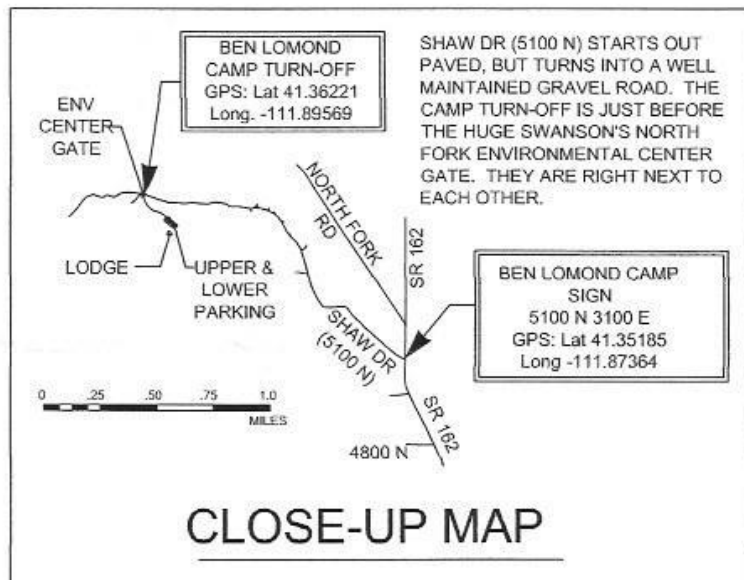 BEN LOMOND
CAMP TURN-OFF
GPS: Lat 41.36221
Long. -111.89569
SHAW DR (5100 N) STARTS OUT
PAVED, BUT TURNS INTO A WELL
MAINTAINED GRAVEL ROAD. THE
CAMP TURN-OFF IS JUST BEFORE
THE HUGE SWANSON'S NORTH
FORK ENVIRONMENTAL CENTER
GATE. THEY ARE RIGHT NEXT TO
EACH OTHER.
ENV
CENTER
GATE
NORTH FORK
RD
SR 162
LODGE
UPPER &
LOWER
PARKING
BEN LOMOND CAMP
SIGN
5100 N 3100 E
GPS: Lat 41.35185
Long -111.87364
SHAW DR
(5100 N)
0 .25 .50 .75 1.0
MILES
SR 162
4800 N
CLOSE-UP MAP